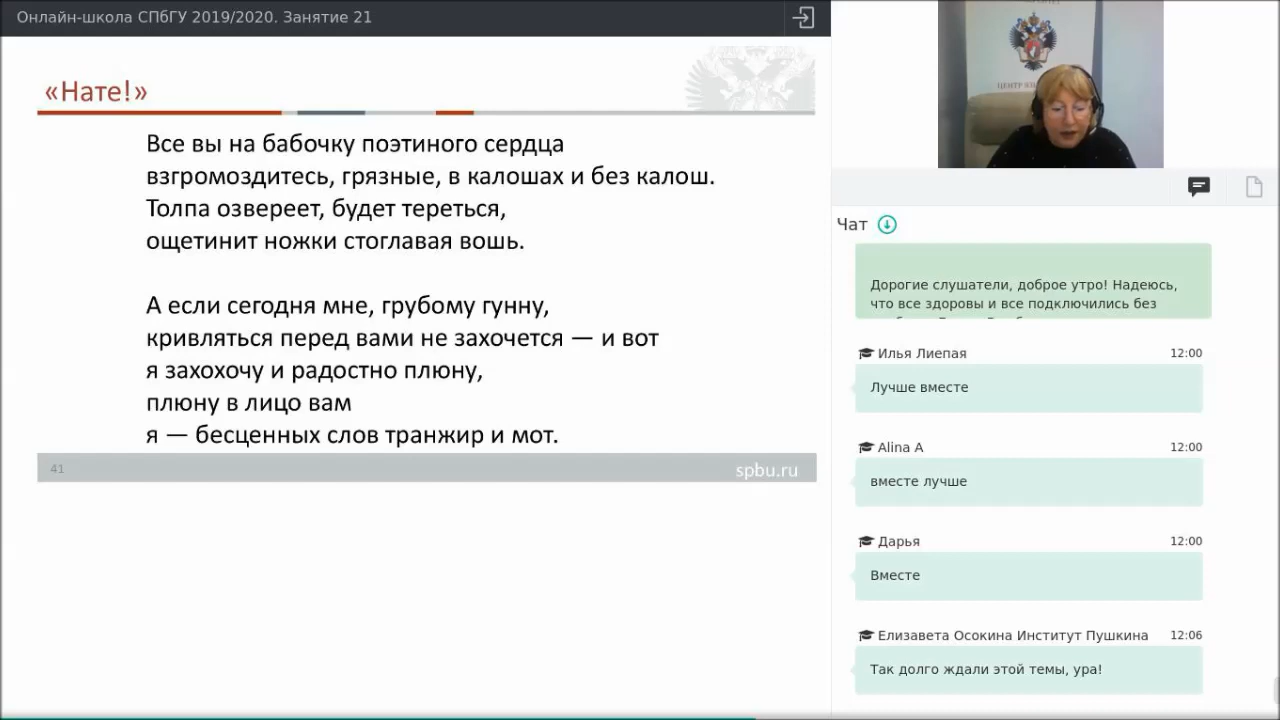 Онлайн-школа СПбГУ 2019/2020. Занятие 21
«Нате!»
Все вы на бабочку поэтиного сердца
взгромоздитесь, грязные, в калошах и без калош.
Толпа озвереет, будет тереться,
ощетинит ножки стоглавая вошь.
А если сегодня мне, грубому гунну,
кривляться перед вами не захочется — и вот
я захохочу и радостно плюну,
плюну в лицо вам
я — бесценных слов транжир и мот.
41
spbu.ru
Чат
Дорогие слушатели, доброе утро! Надеюсь,
что все здоровы и все подключились без
Илья Лиепая 12:00
Лучше вместе
Alina A 12:00
вместе лучше
Дарья 12:00
Вместе
Елизавета Осокина Институт Пушкина 12:06
Так долго ждали этой темы, ура!